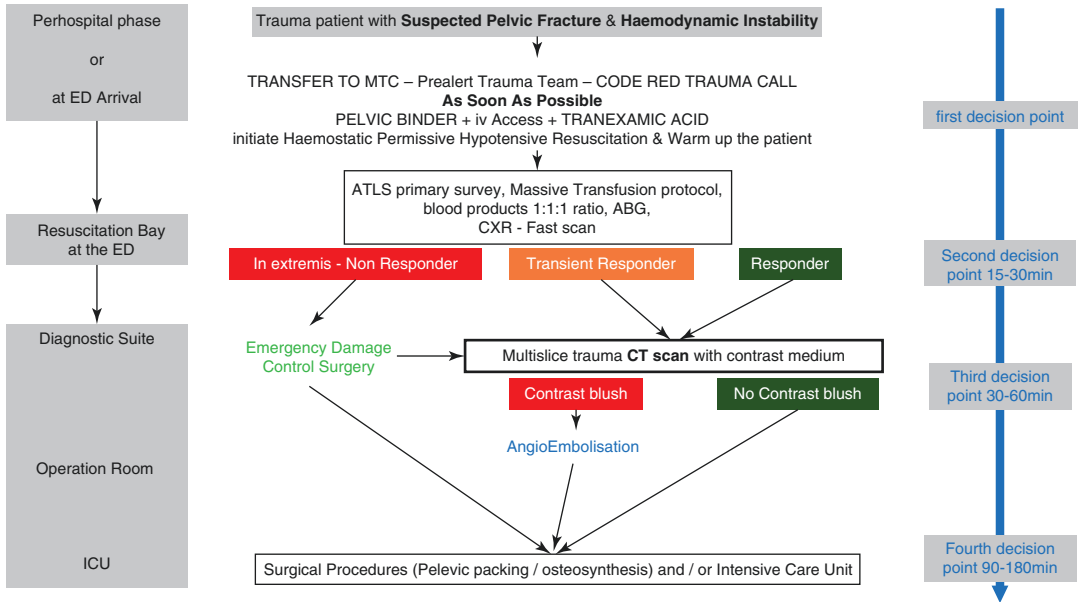 Perhospital phase
or
at ED Arrival
Trauma patient with Suspected Pelvic Fracture & Haemodynamic Instability
TRANSFER TO MTC – Prealert Trauma Team – CODE RED TRAUMA CALL
As Soon As Possible
PELVIC BINDER + iv Access + TRANEXAMIC ACID
initiate Haemostatic Permissive Hypotensive Resuscitation & Warm up the patient
first decision point
ATLS primary survey, Massive Transfusion protocol,
blood products 1:1:1 ratio, ABG,
CXR - Fast scan
Resuscitation Bay
at the ED
In extremis - Non Responder
Transient Responder
Responder
Second decision
point 15-30min
Diagnostic Suite
Emergency Damage
Control Surgery
Multislice trauma CT scan with contrast medium
Third decision
point 30-60min
Contrast blush
No Contrast blush
AngioEmbolisation
Operation Room
ICU
Surgical Procedures (Pelevic packing / osteosynthesis) and / or Intensive Care Unit
Fourth decision
point 90-180min